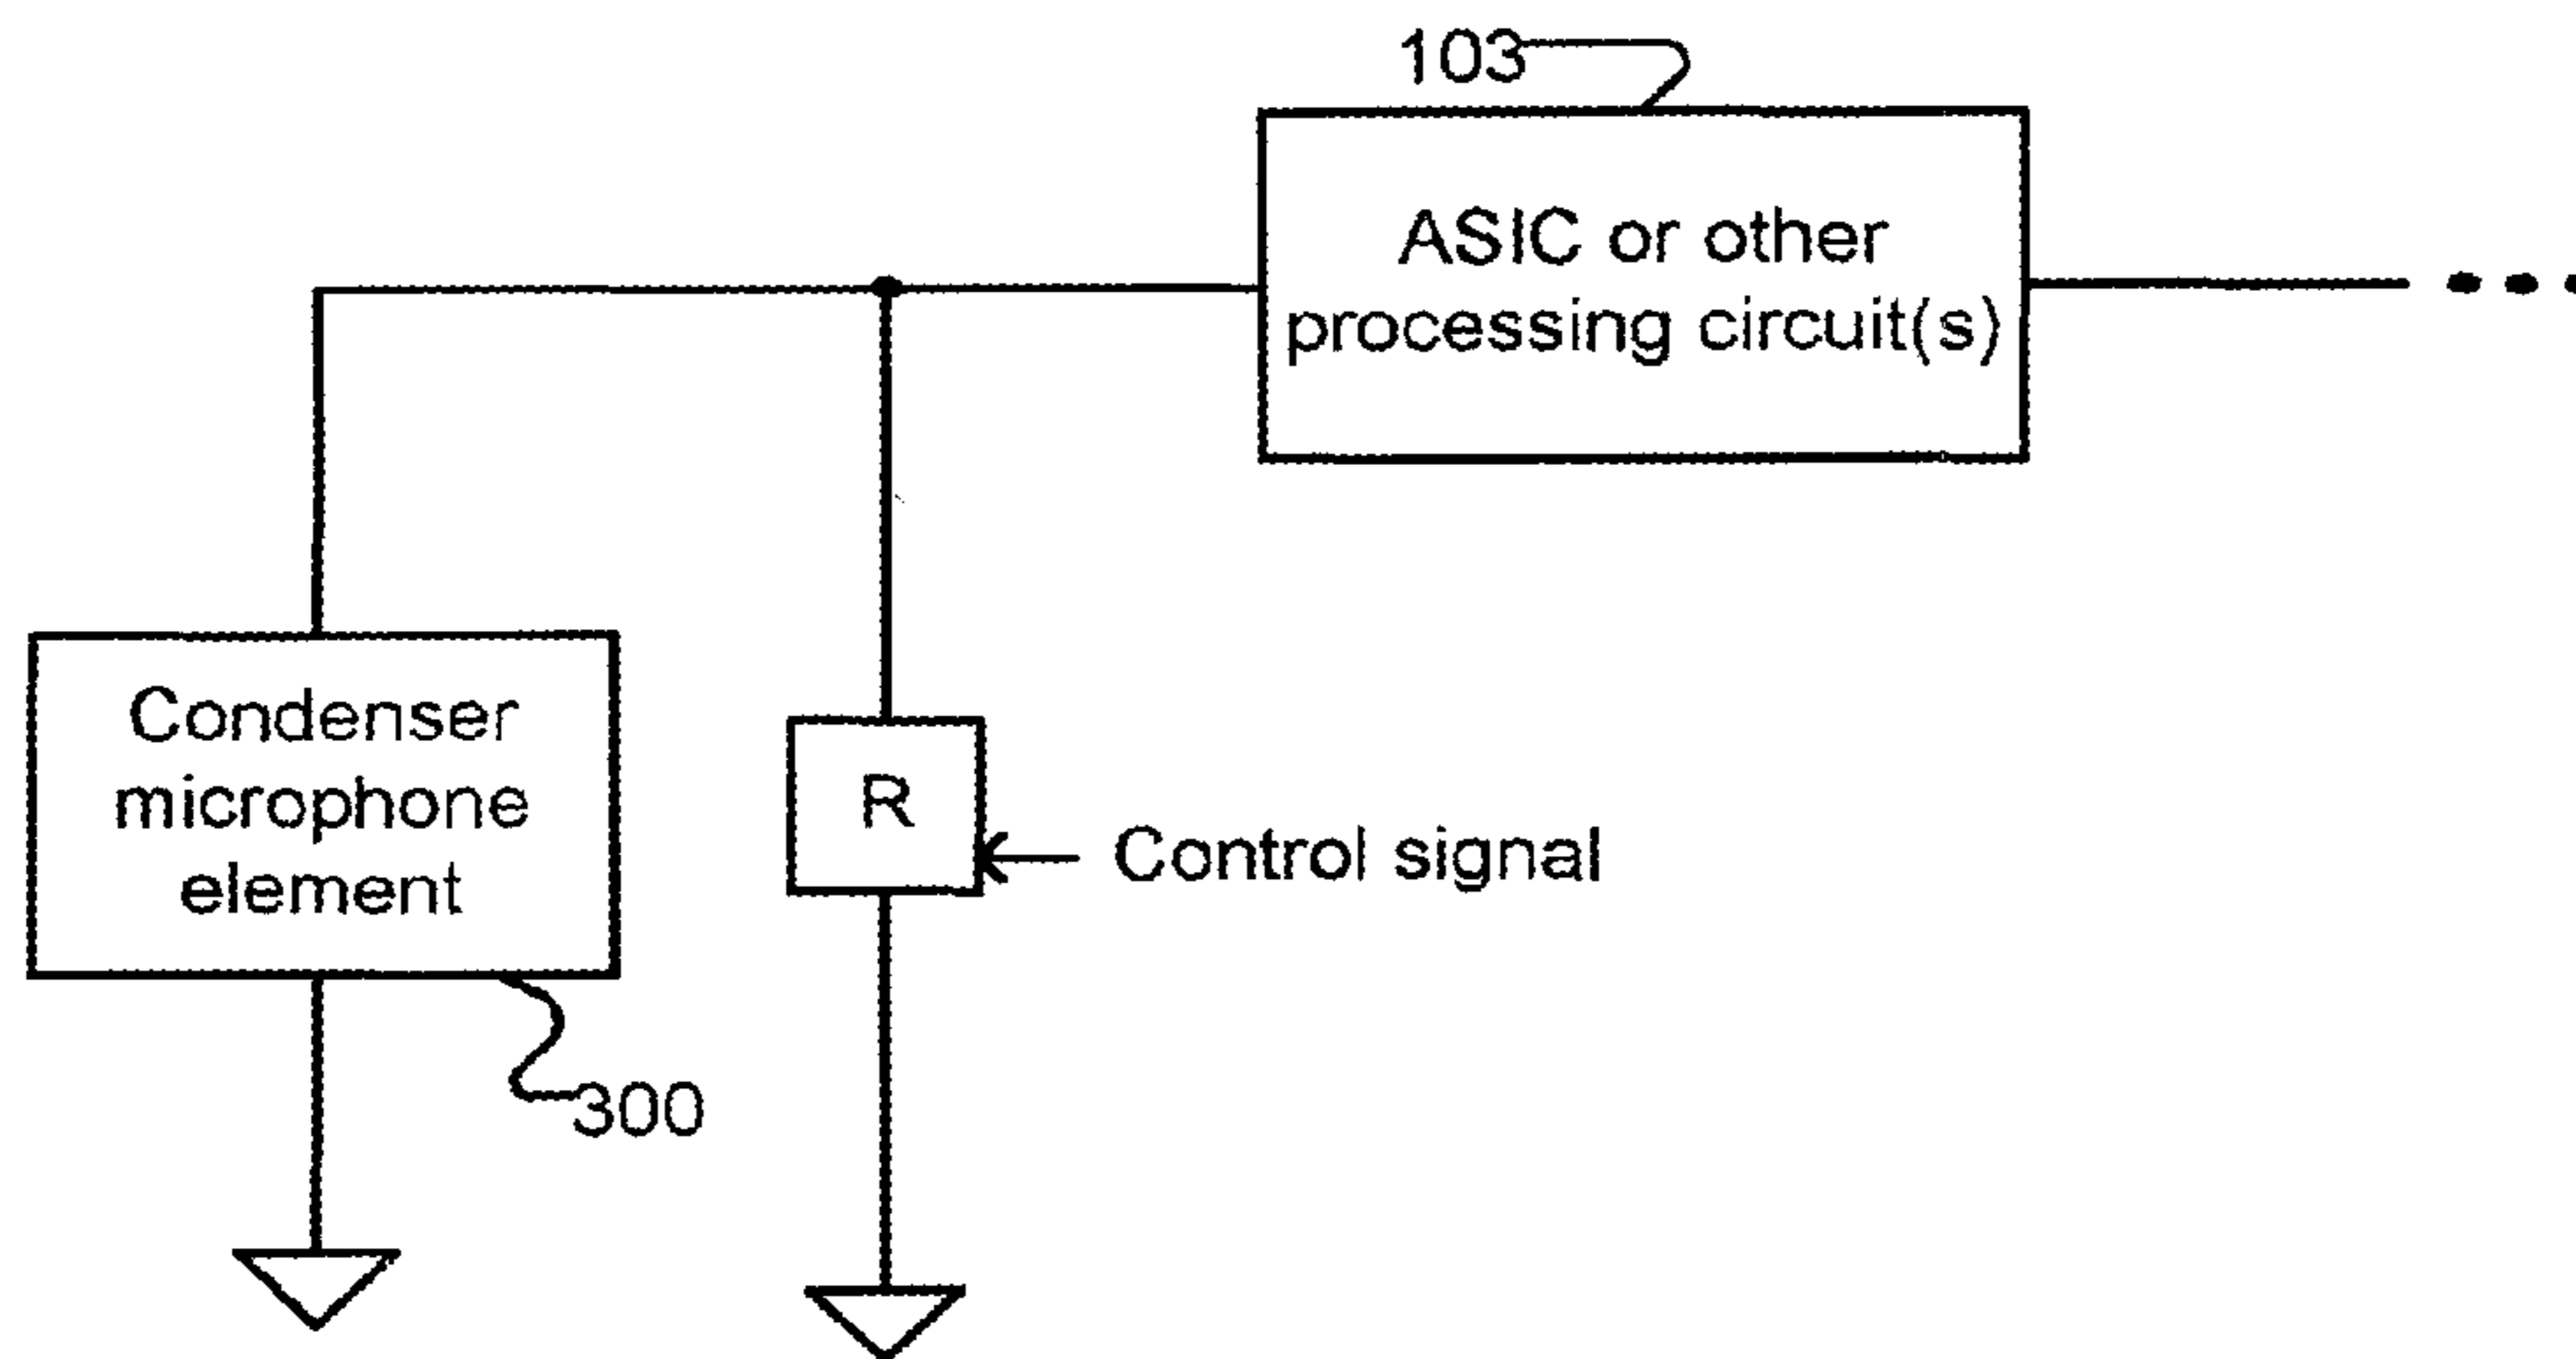 103
ASIC or other
processing circuit(s)
Condenser
microphone
element
R
Control signal
300